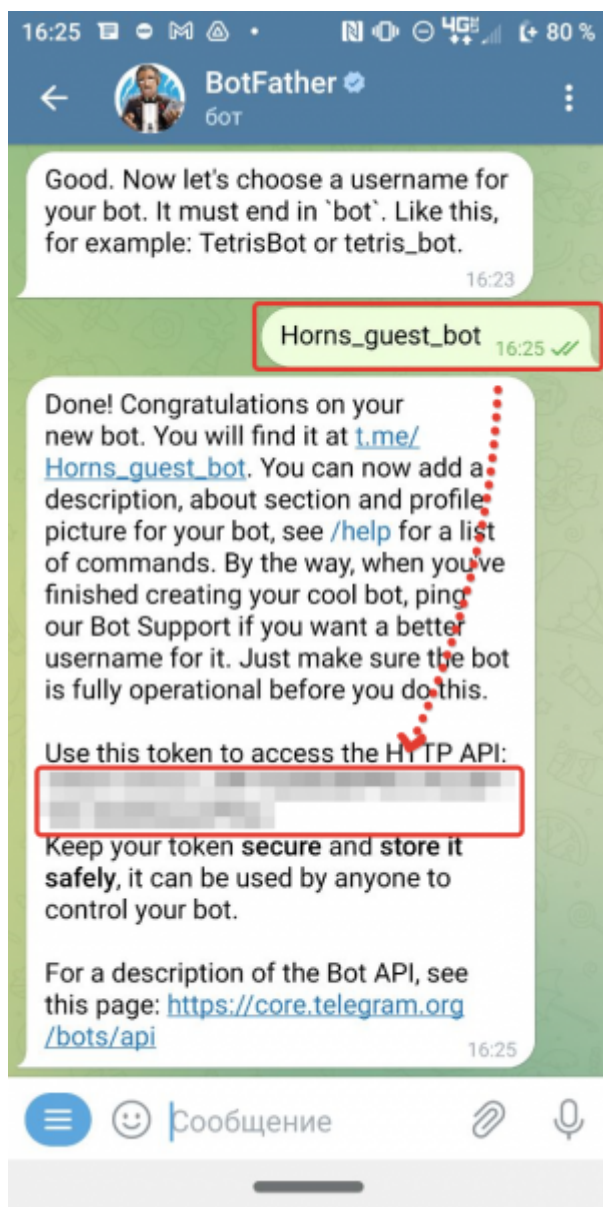 16:25 80 %
BotFather
бот
Good. Now let's choose a username for
your bot. It must end in `bot`. Like this,
for example: TetrisBot or tetris_bot.
16:23
Horns_guest_bot 16:25
Done! Congratulations on your
new bot. You will find it at t.me/
Horns_guest_bot. You can now add a
description, about section and profile
picture for your bot, see /help for a list
of commands. By the way, when you've
finished creating your cool bot, ping
our Bot Support if you want a better
username for it. Just make sure the bot
is fully operational before you do this.
Use this token to access the HTTP API:
Keep your token secure and store it
safely, it can be used by anyone to
control your bot.
For a description of the Bot API, see
this page: https://core.telegram.org
/bots/api
16:25
Сообщение